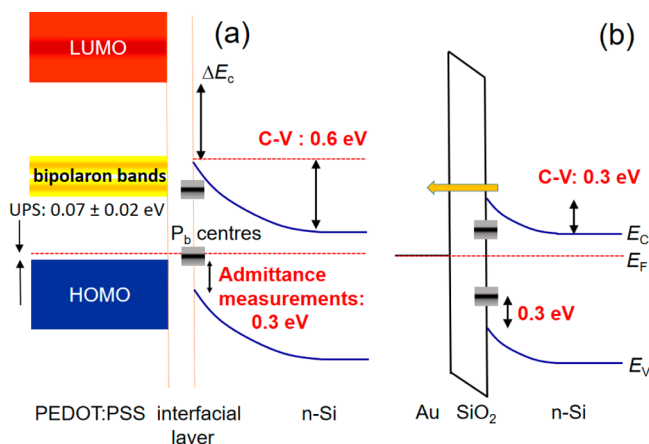 (a)
LUMO
ΔEc
C-V : 0.6 eV
bipolaron bands
UPS: 0.07 ± 0.02 eV
Pb centres
HOMO
Admittance
measurements:
0.3 eV
PEDOT:PSS
interfacial
layer
n-Si
(b)
C-V: 0.3 eV
EC
EF
0.3 eV
EV
Au
SiO2
n-Si